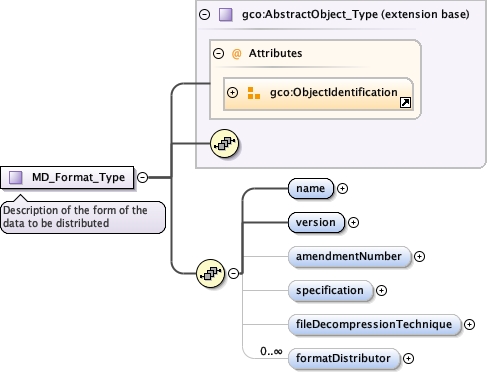 gco:AbstractObject_Type (extension base)
@ Attributes
gco:ObjectIdentification
MD_Format_Type
Description of the form of the
data to be distributed
name
version
amendmentNumber
specification
fileDecompressionTechnique
0..∞
formatDistributor